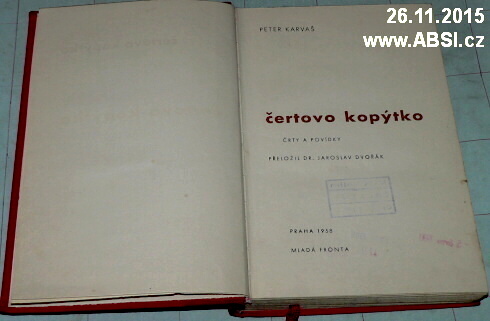 26.11.2015
www.ABSI.cz
PETER KARVAŠ
čertovo kopýtko
ČRTY A POVÍDKY
PŘELOŽIL DR. JAROSLAV DVOŘÁK
PRAHA 1958
MLADÁ FRONTA